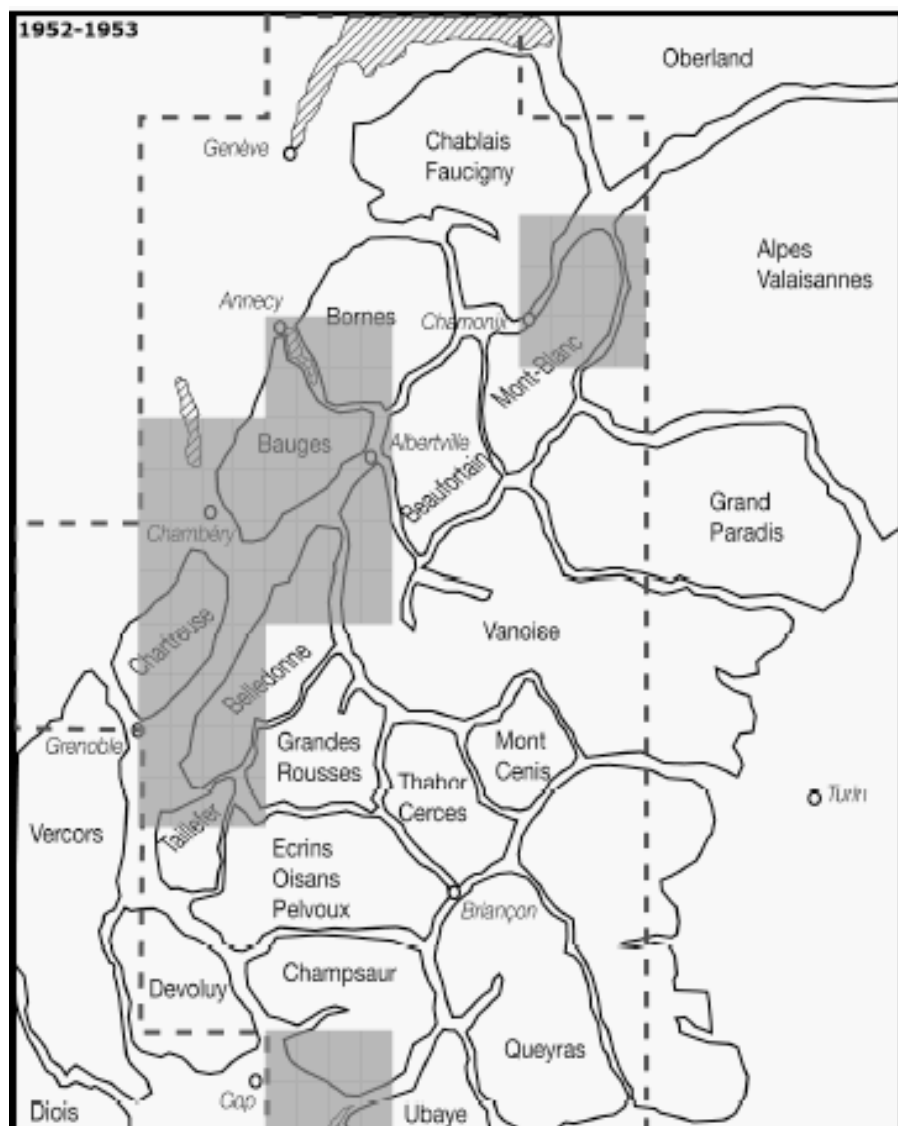 1952-1953
Oberland
Genève
Chablais
Faucigny
Alpes
Valaisannes
Annecy
Bornes
Chamonix
Mont-Blanc
Bauges
Albertville
Beaufortain
Grand
Paradis
Chambéry
Chartreuse
Vanoise
Belledonne
Grenoble
Grandes
Rousses
Mont
Cenis
Thabor
Cerces
Turin
Vercors
Taillefer
Ecrins
Oisans
Pelvoux
Briançon
Devoluy
Champsaur
Queyras
Gap
Diois
Ubaye